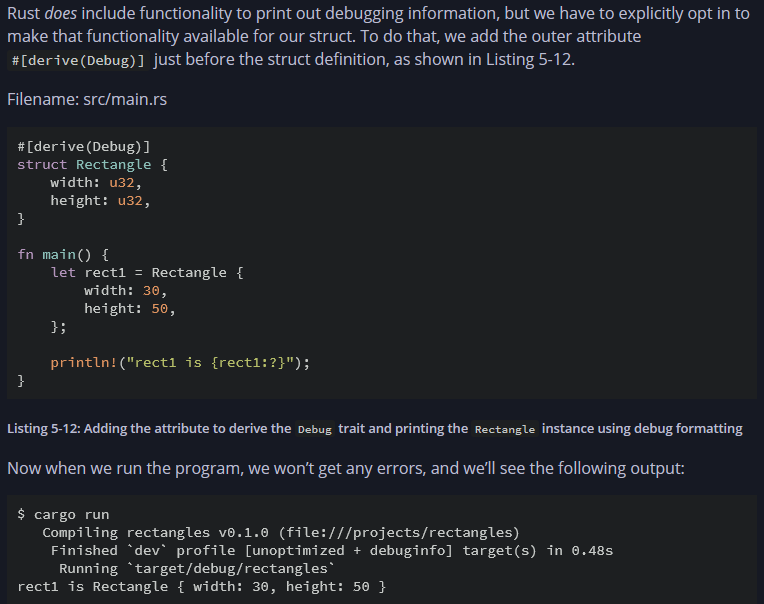 Rust does include functionality to print out debugging information, but we have to explicitly opt in to
make that functionality available for our struct. To do that, we add the outer attribute
#[derive(Debug)] just before the struct definition, as shown in Listing 5-12.
Filename: src/main.rs
#[derive(Debug)]
struct Rectangle {
    width: u32,
    height: u32,
}
fn main() {
    let rect1 = Rectangle {
        width: 30,
        height: 50,
    };
    println!("rect1 is {rect1:?}");
}
Listing 5-12: Adding the attribute to derive the Debug trait and printing the Rectangle instance using debug formatting
Now when we run the program, we won’t get any errors, and we’ll see the following output:
$ cargo run
   Compiling rectangles v0.1.0 (file:///projects/rectangles)
    Finished `dev` profile [unoptimized + debuginfo] target(s) in 0.48s
     Running `target/debug/rectangles`
rect1 is Rectangle { width: 30, height: 50 }